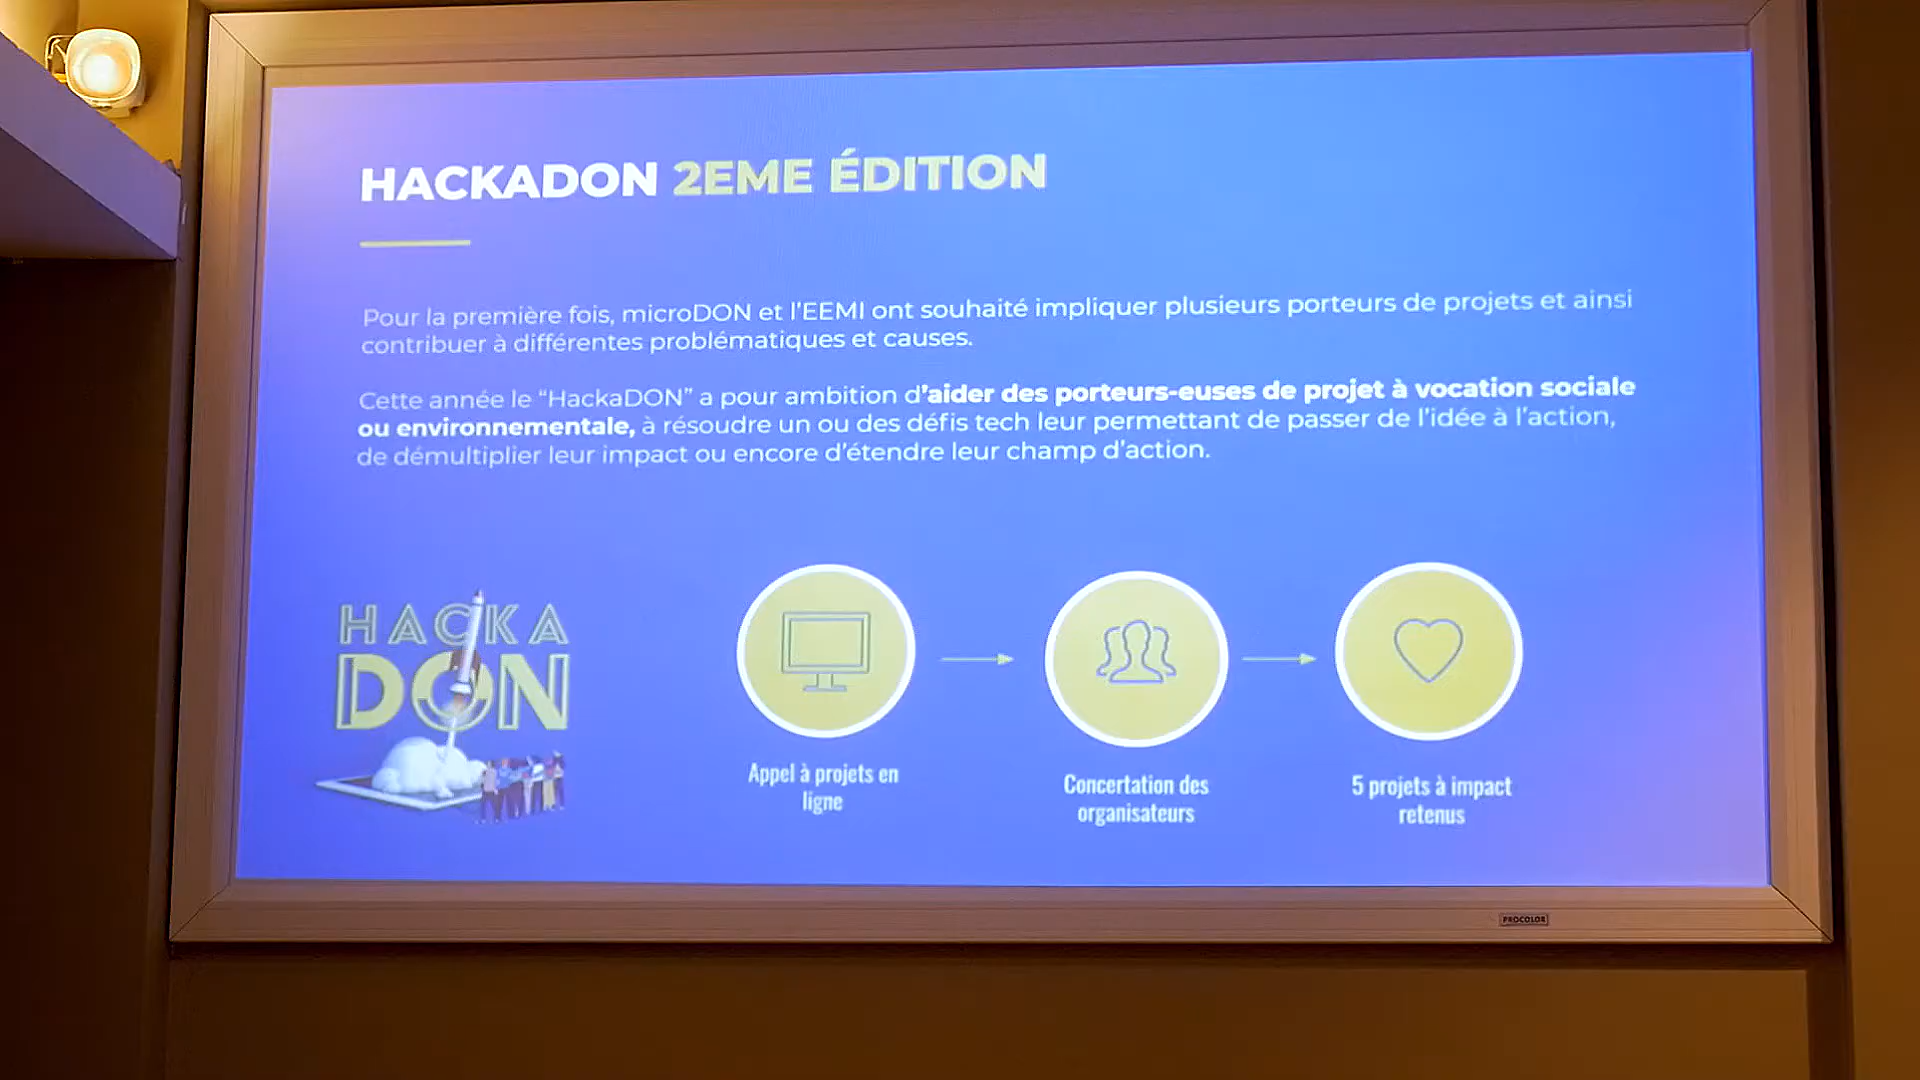 HACKADON 2EME ÉDITION
Pour la première fois, microDON et l'EEMI ont souhaité impliquer plusieurs porteurs de projets et ainsi
contribuer à différentes problématiques et causes.
Cette année le “HackaDON” a pour ambition d'aider des porteurs-euses de projet à vocation sociale
ou environnementale, à résoudre un ou des défis tech leur permettant de passer de l'idée à l'action,
de démultiplier leur impact ou encore d'étendre leur champ d'action.
HACKA
DON
Appel à projets en
ligne
Concertation des
organisateurs
5 projets à impact
retenus
PROCOLOR